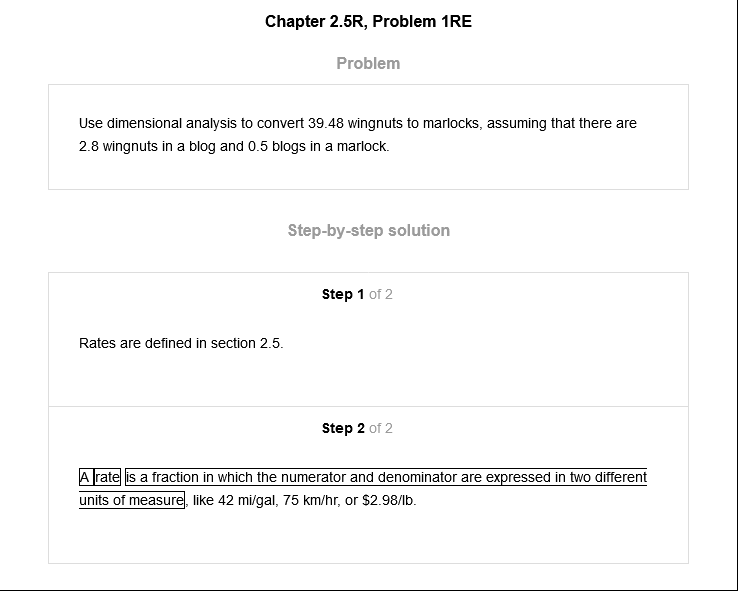 Chapter 2.5R, Problem 1RE
Problem
Use dimensional analysis to convert 39.48 wingnuts to marlocks, assuming that there are
2.8 wingnuts in a blog and 0.5 blogs in a marlock.
Step-by-step solution
Step 1 of 2
Rates are defined in section 2.5.
Step 2 of 2
A rate is a fraction in which the numerator and denominator are expressed in two different
units of measure, like 42 mi/gal, 75 km/hr, or $2.98/lb.